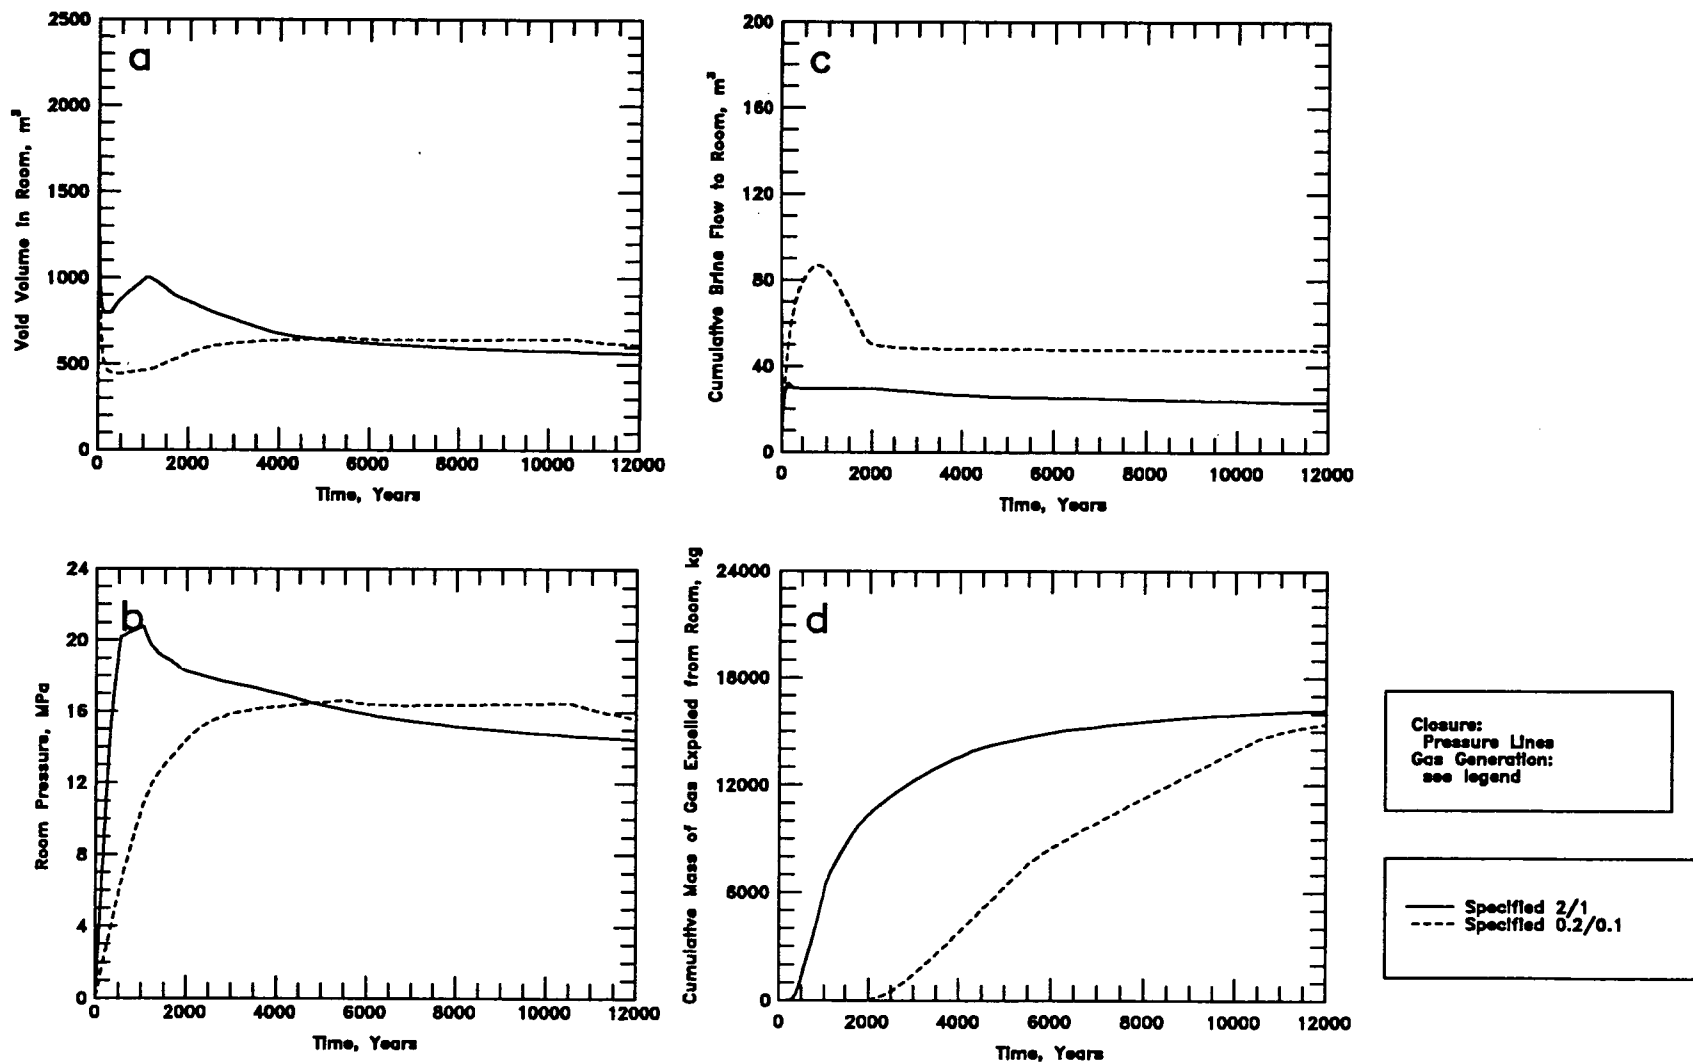 a
Void Volume in Room, m³
2500
2000
1500
1000
500
0
0 2000 4000 6000 8000 10000 12000
Time, Years
c
Cumulative Brine Flow to Room, m³
200
160
120
80
40
0
0 2000 4000 6000 8000 10000 12000
Time, Years
b
Room Pressure, MPa
24
20
16
12
8
4
0
0 2000 4000 6000 8000 10000 12000
Time, Years
d
Cumulative Mass of Gas Expelled from Room, kg
24000
18000
12000
6000
0
0 2000 4000 6000 8000 10000 12000
Time, Years
Closure:
Pressure Lines
Gas Generation:
see legend
Specified 2/1
Specified 0.2/0.1